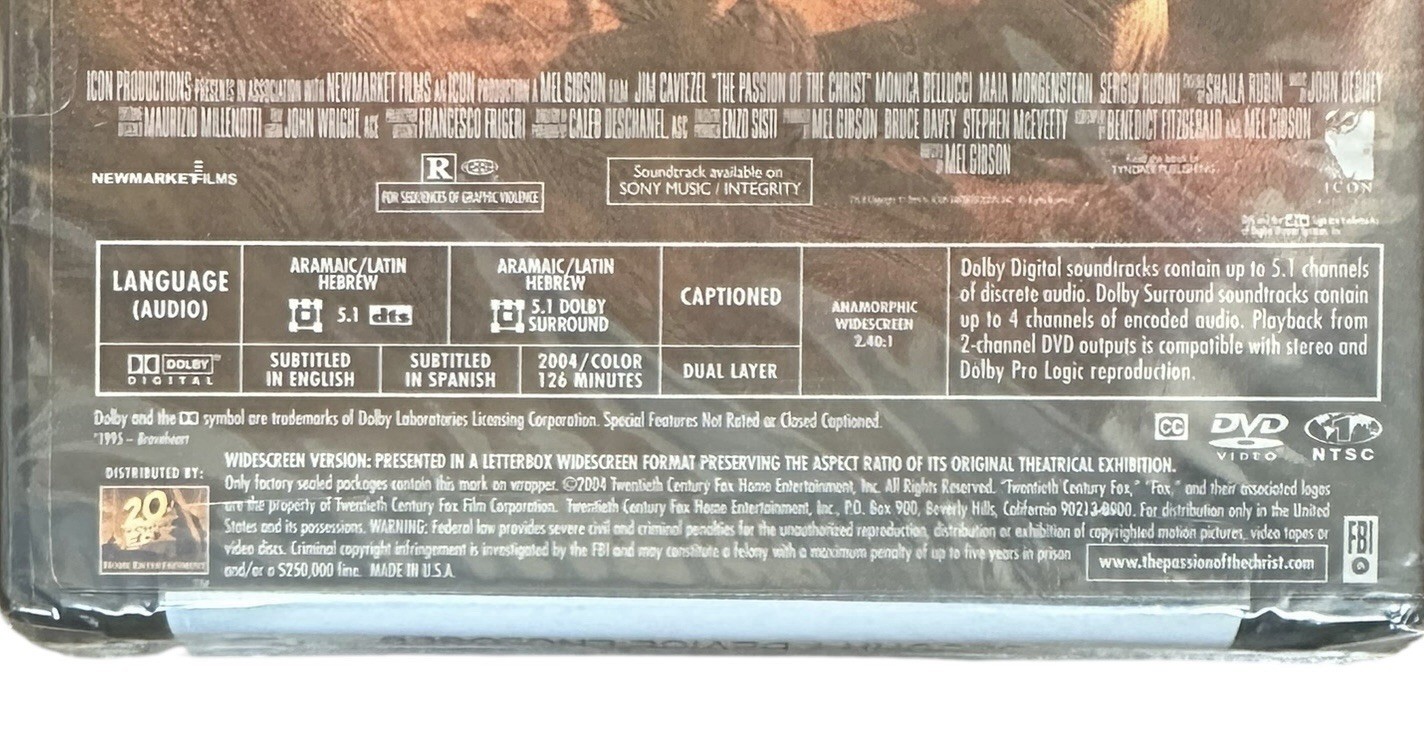 ICON PRODUCTIONS PRESENTS IN ASSOCIATION WITH NEWMARKET FILMS AN ICON PRODUCTION A MEL GIBSON FILM JIM CAVIEZEL "THE PASSION OF THE CHRIST" MONICA BELLUCCI MAIA MORGENSTERN SERGIO RUBINI SHAILA RUBIN JOHN DEBNEY
MAURIZIO MILLENOTTI JOHN WRIGHT ACE FRANCESCO FRIGERI CALEB DESCHANEL, ASC ENZO SISTI MEL GIBSON BRUCE DAVEY STEPHEN McEVEETY BENEDICT FITZGERALD AND MEL GIBSON
MEL GIBSON
NEWMARKET FILMS
R
FOR SEQUENCES OF GRAPHIC VIOLENCE
Soundtrack available on
SONY MUSIC / INTEGRITY
Read the book by
TYNDALE PUBLISHING.
ICON
LANGUAGE
(AUDIO)
ARAMAIC/LATIN
HEBREW
5.1 dts
ARAMAIC/LATIN
HEBREW
5.1 DOLBY
SURROUND
CAPTIONED
ANAMORPHIC
WIDESCREEN
2.40:1
Dolby Digital soundtracks contain up to 5.1 channels
of discrete audio. Dolby Surround soundtracks contain
up to 4 channels of encoded audio. Playback from
2-channel DVD outputs is compatible with stereo and
Dolby Pro Logic reproduction.
DOLBY
DIGITAL
SUBTITLED
IN ENGLISH
SUBTITLED
IN SPANISH
2004/COLOR
126 MINUTES
DUAL LAYER
Dolby and the symbol are trademarks of Dolby Laboratories Licensing Corporation. Special Features Not Rated or Closed Captioned.
*1995 – Braveheart
CC
DVD
VIDEO
NTSC
DISTRIBUTED BY:
20
HOME ENTERTAINMENT
WIDESCREEN VERSION: PRESENTED IN A LETTERBOX WIDESCREEN FORMAT PRESERVING THE ASPECT RATIO OF ITS ORIGINAL THEATRICAL EXHIBITION.
Only factory sealed packages contain this mark on wrapper. ©2004 Twentieth Century Fox Home Entertainment, Inc. All Rights Reserved. "Twentieth Century Fox," "Fox," and their associated logos
are the property of Twentieth Century Fox Film Corporation. Twentieth Century Fox Home Entertainment, Inc., P.O. Box 900, Beverly Hills, California 90213-0900. For distribution only in the United
States and its possessions. WARNING: Federal law provides severe civil and criminal penalties for the unauthorized reproduction, distribution or exhibition of copyrighted motion pictures, video tapes or
video discs. Criminal copyright infringement is investigated by the FBI and may constitute a felony with a maximum penalty of up to five years in prison
and/or a $250,000 fine. MADE IN U.S.A.
www.thepassionofthechrist.com
FBI